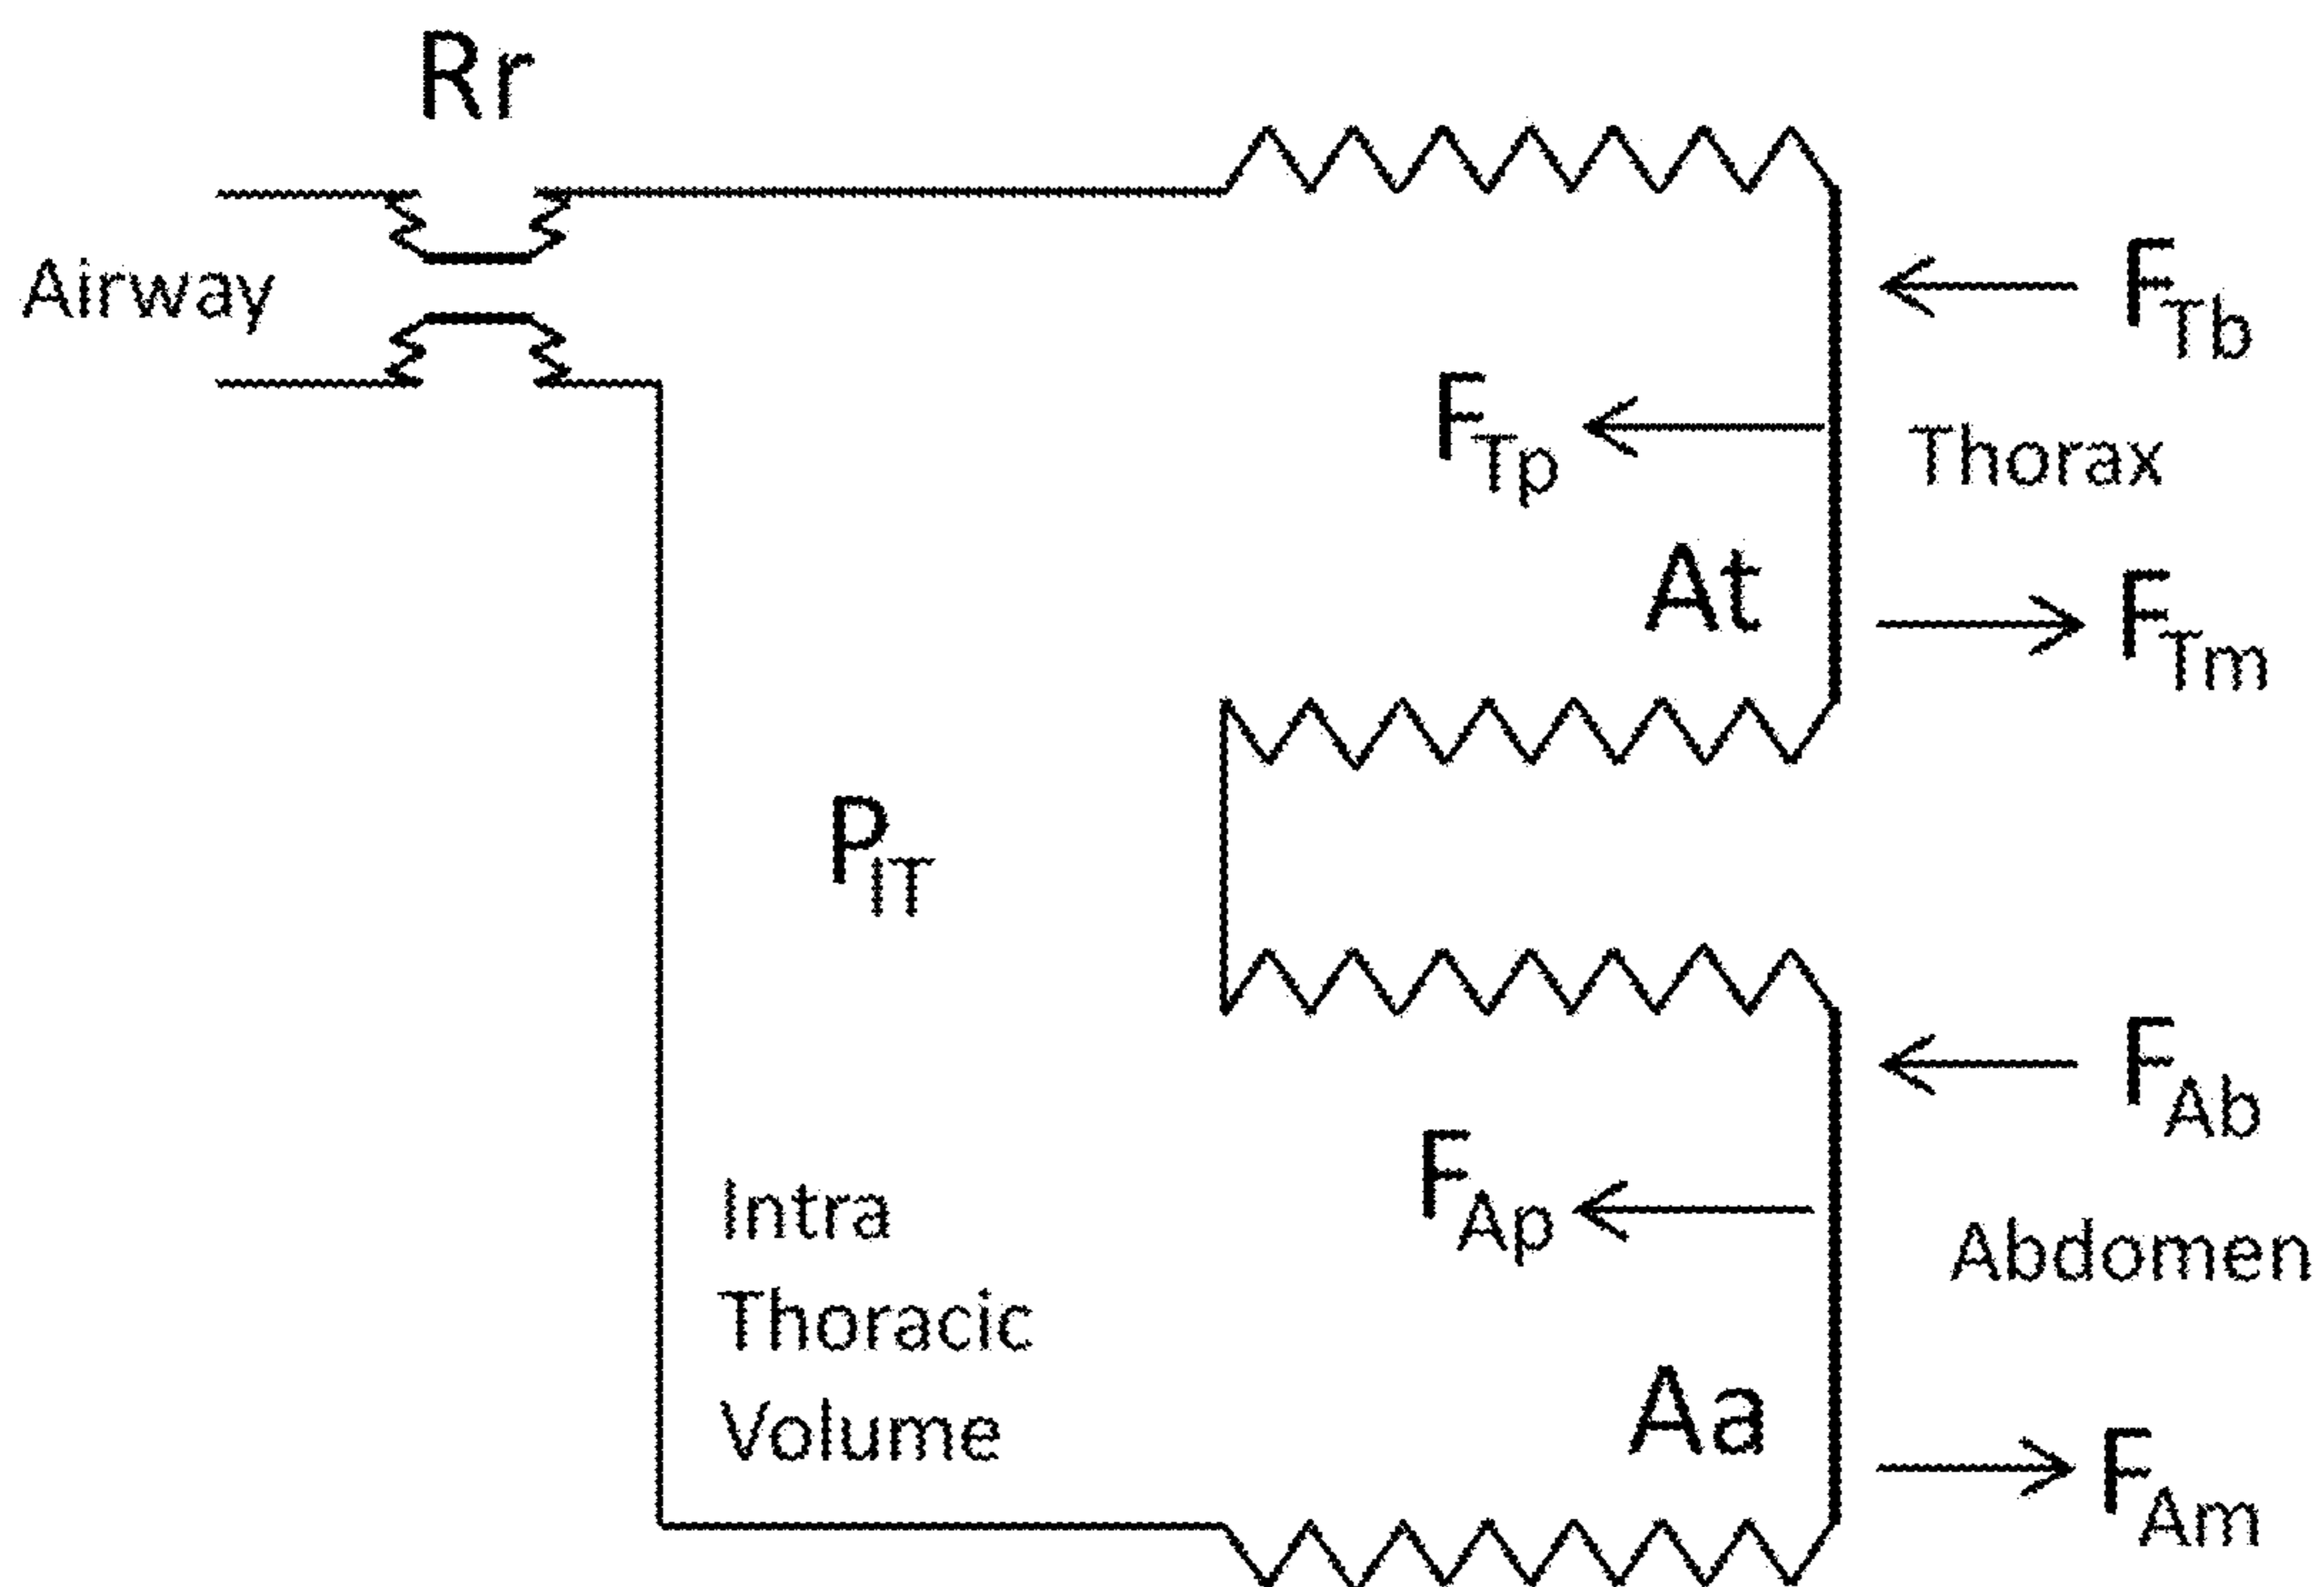 Rr
Airway
F_Tb
F_Tp
Thorax
At
F_Tm
P_IT
F_Ab
F_Ap
Intra
Thoracic
Volume
Abdomen
Aa
F_Am